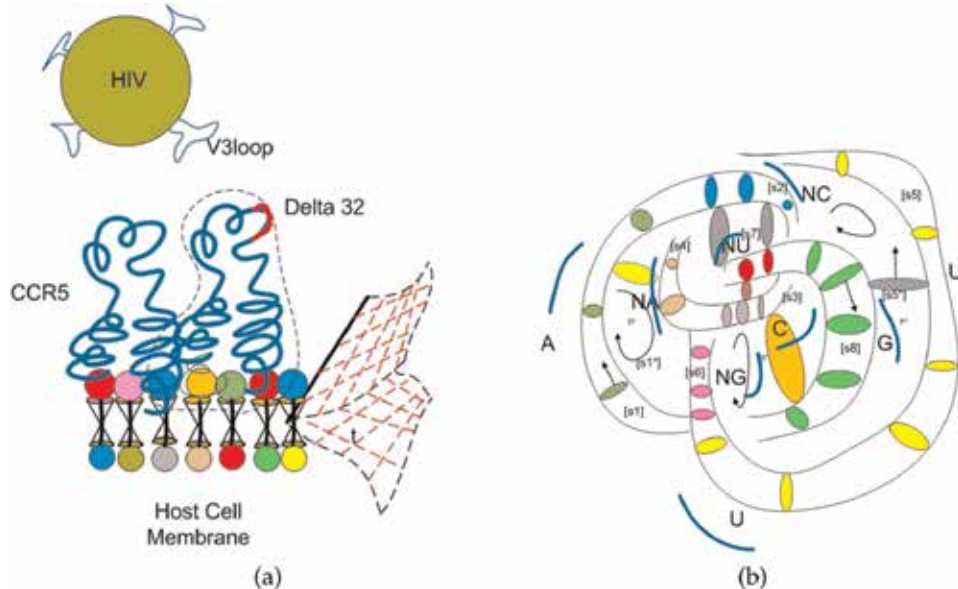 HIV
V3loop
Delta 32
CCR5
Host Cell
Membrane
(a)
[s2]
NC
[s5]
[s7]
NU
[s4]
U
NA
[s3]
[s5*]
C
A
G
[s1*]
[s6]
[s8]
NG
[s1]
U
(b)